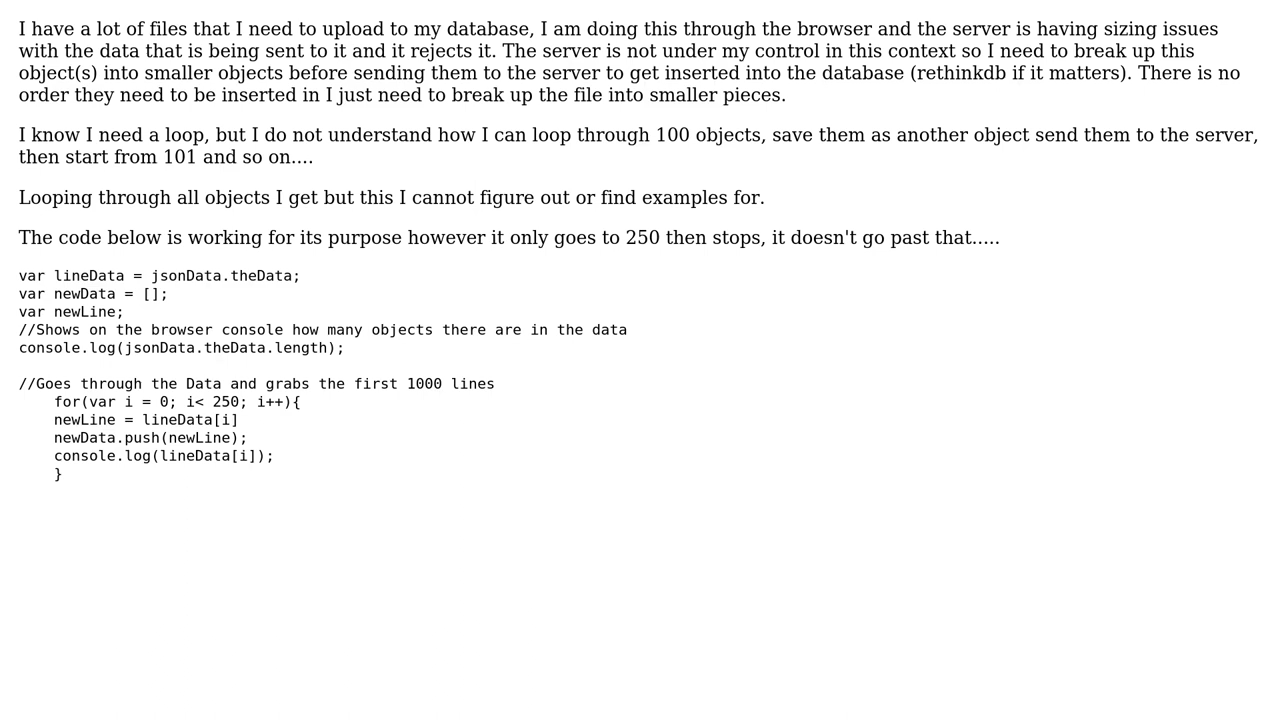 I have a lot of files that I need to upload to my database, I am doing this through the browser and the server is having sizing issues
with the data that is being sent to it and it rejects it. The server is not under my control in this context so I need to break up this
object(s) into smaller objects before sending them to the server to get inserted into the database (rethinkdb if it matters). There is no
order they need to be inserted in I just need to break up the file into smaller pieces.
I know I need a loop, but I do not understand how I can loop through 100 objects, save them as another object send them to the server,
then start from 101 and so on....
Looping through all objects I get but this I cannot figure out or find examples for.
The code below is working for its purpose however it only goes to 250 then stops, it doesn't go past that.....
var lineData = jsonData.theData;
var newData = [];
var newLine;
//Shows on the browser console how many objects there are in the data
console.log(jsonData.theData.length);
//Goes through the Data and grabs the first 1000 lines
    for(var i = 0; i< 250; i++){
    newLine = lineData[i]
    newData.push(newLine);
    console.log(lineData[i]);
    }